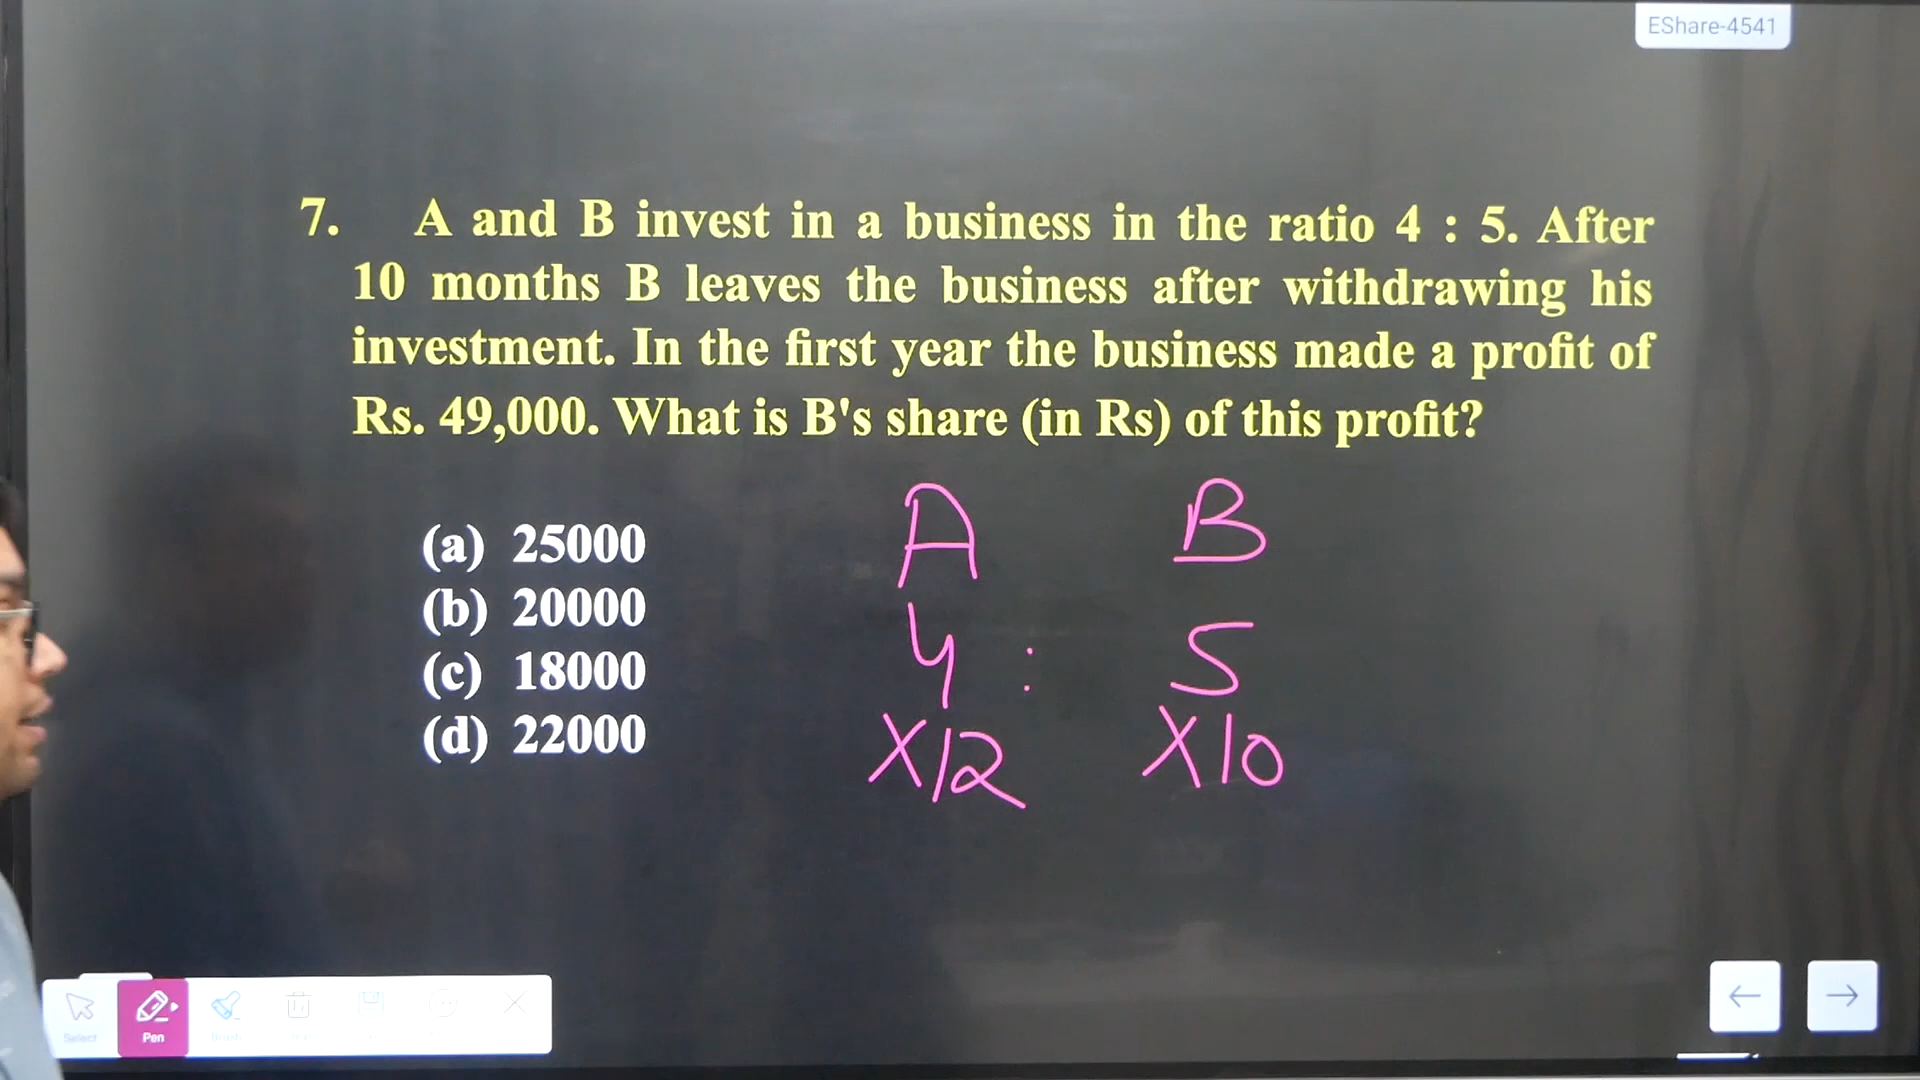 EShare-4541
7. A and B invest in a business in the ratio 4 : 5. After
10 months B leaves the business after withdrawing his
investment. In the first year the business made a profit of
Rs. 49,000. What is B's share (in Rs) of this profit?
(a) 25000
(b) 20000
(c) 18000
(d) 22000
A B
4 : 5
X12 X10
Select Pen Brush